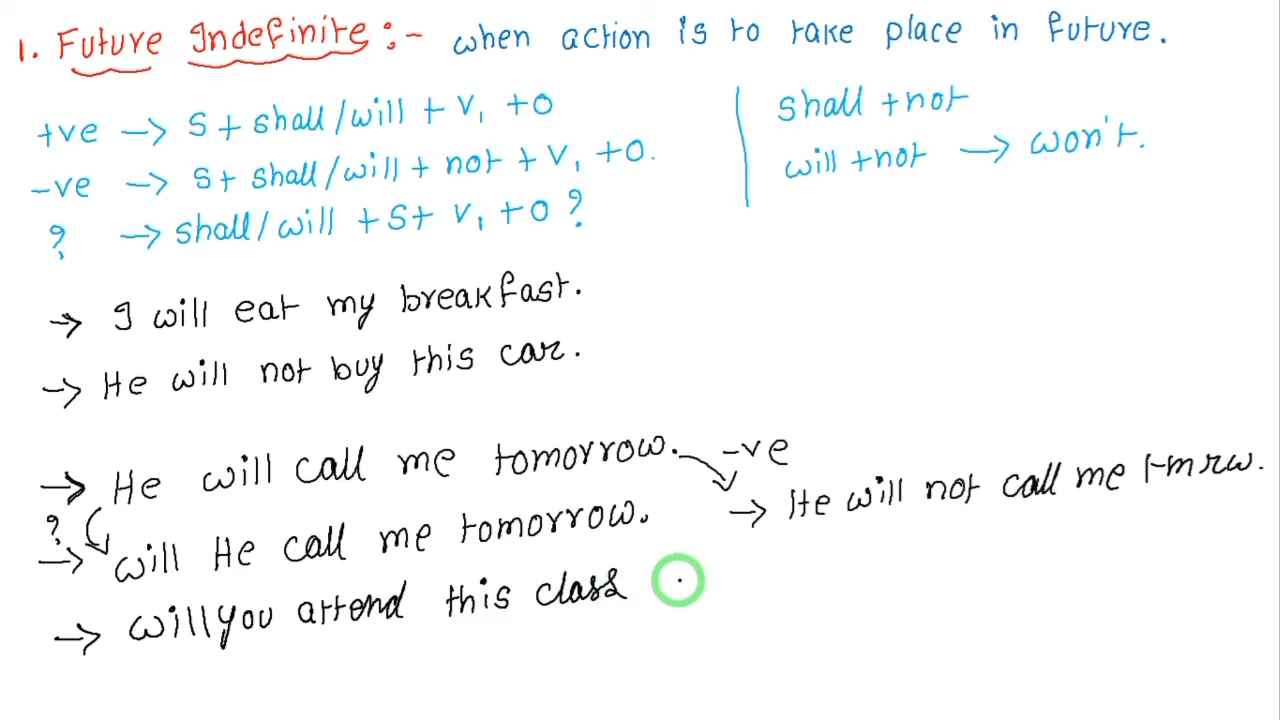 1. Future Indefinite :- when action is to take place in future.
+ve → S + shall/will + V₁ + O
-ve → S + shall/will + not + V₁ + O.
? → shall/will + S + V₁ + O ?
shall + not
will + not → won't.
→ I will eat my breakfast.
→ He will not buy this car.
→ He will call me tomorrow. -ve
→ He will not call me tmrw.
? → will He call me tomorrow.
→ will you attend this class